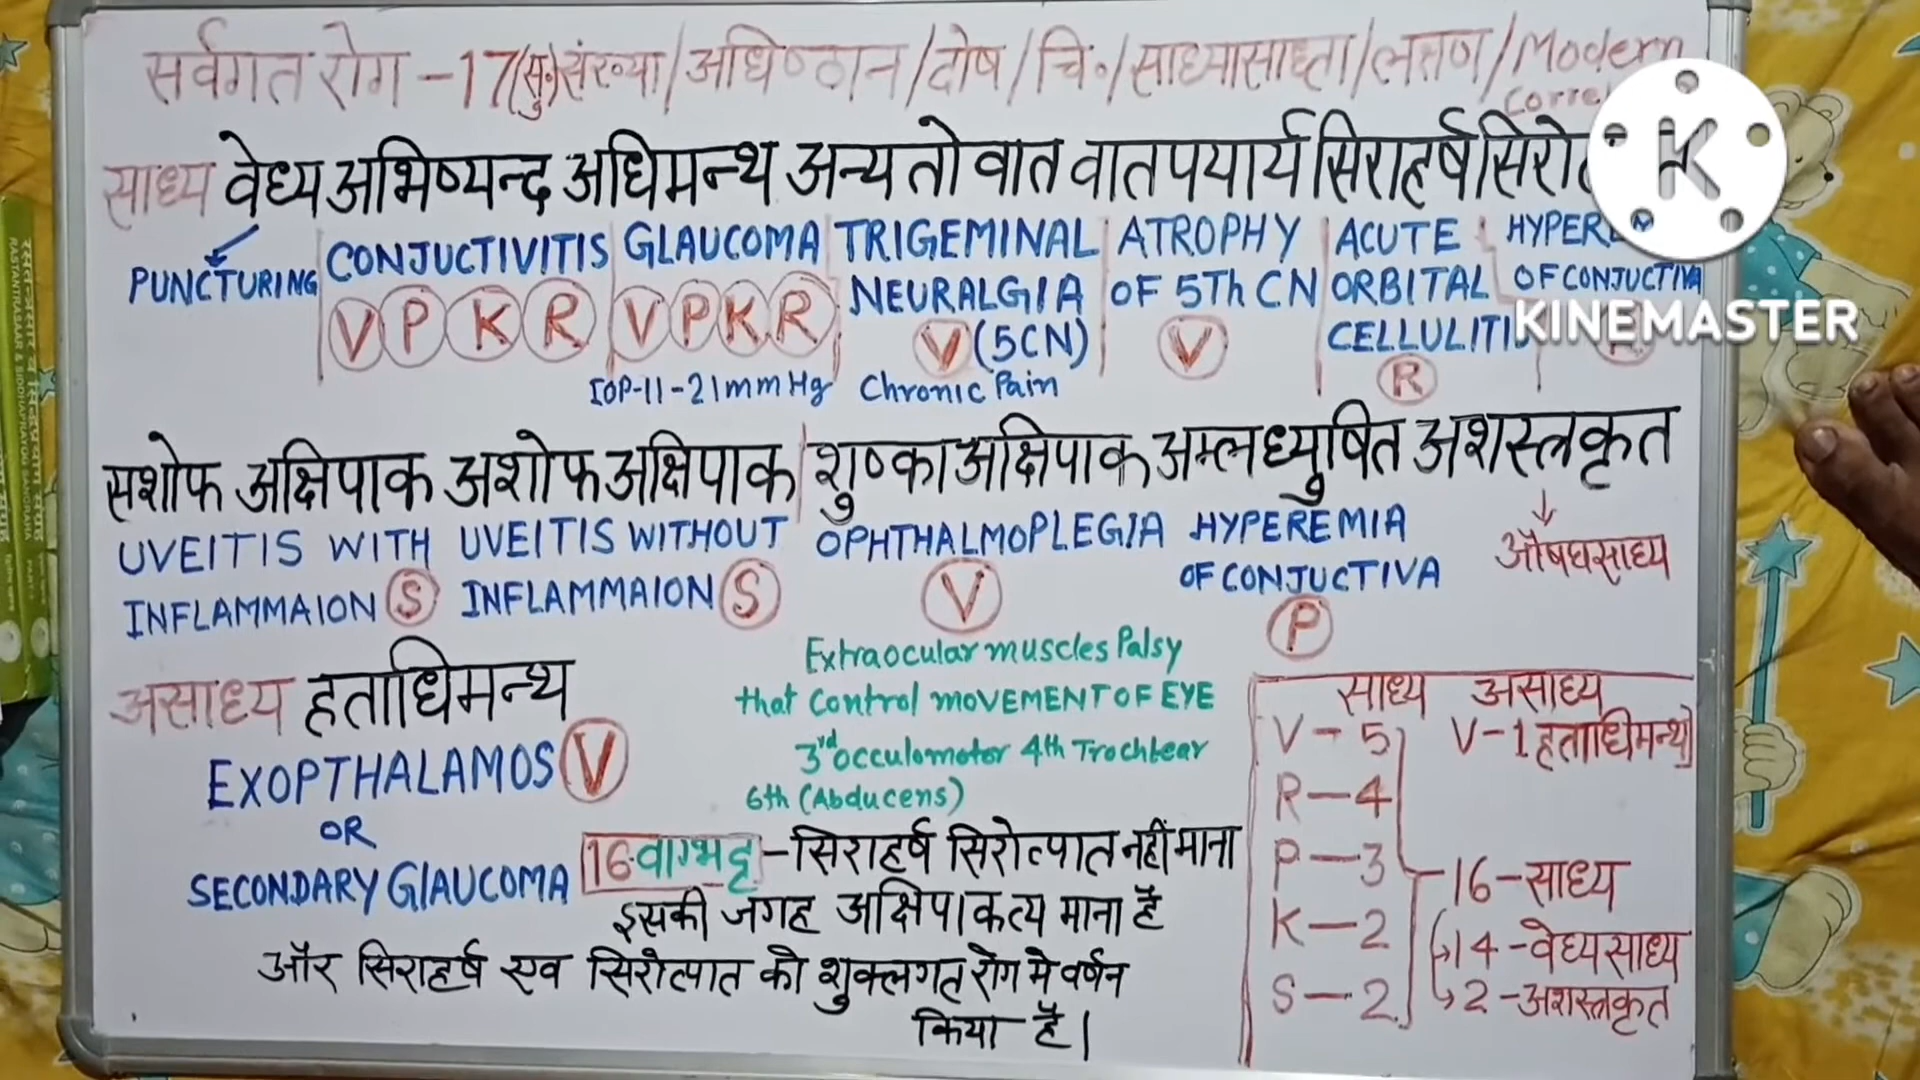 सर्वगत रोग - 17(सु.) संख्या / अधिष्ठान / दोष / चि. / साध्यासाध्ता / लक्षण / Modern
साध्य वेध्य अभिष्यन्द अधिमन्थ अन्यतोवात वातपयार्य सिराहर्ष
PUNCTURING CONJUCTIVITIS GLAUCOMA TRIGEMINAL NEURALGIA ATROPHY OF 5Th CN ACUTE ORBITAL OF CONJUCTIVA
V P K R V P K R V (5CN) V R
IOP-11-21mmHg Chronic Pain
KINEMASTER
सशोफ अक्षिपाक अशोफ अक्षिपाक शुष्काअक्षिपाक अम्लध्युषित अशस्त्रकृत
UVEITIS WITH UVEITIS WITHOUT OPHTHALMOPLEGIA HYPEREMIA औषधसाध्य
INFLAMMAION S INFLAMMAION S V OF CONJUCTIVA
P
Extraocular muscles Palsy
that Control MOVEMENT OF EYE
3rd occulomotor 4th Trochlear
6th (Abducens)
असाध्य हताधिमन्थ
EXOPTHALAMOS V
OR
SECONDARY GlAUCOMA
16-वाग्भट्ट - सिराहर्ष सिरोत्पात नहीं माना
इसकी जगह अक्षिपाकत्य माना है
और सिराहर्ष एव सिरोत्पात को शुक्लगत रोग मे वर्षन
किया है।
साध्य असाध्य
V - 5 V-1 हताधिमन्थ
R - 4
P - 3 16 - साध्य
K - 2 14 - वेध्यसाध्य
S - 2 2 - अशस्त्रकृत